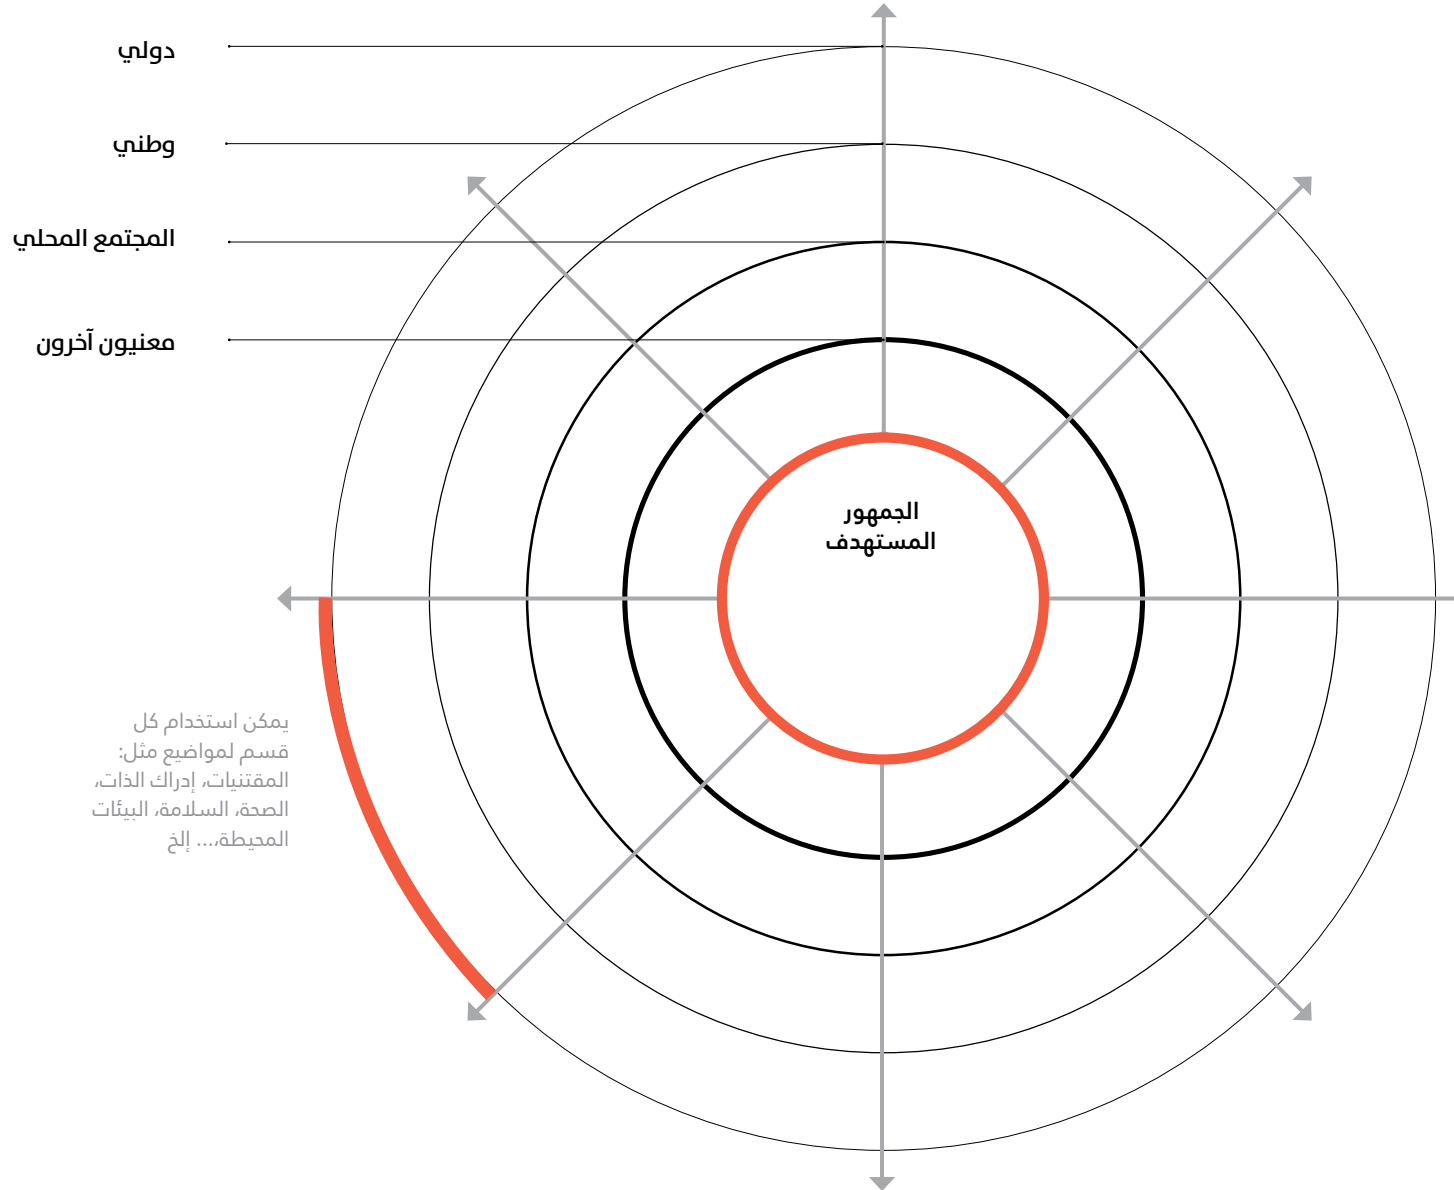 دولي
وطني
المجتمع المحلي
معنيون آخرون
الجمهور
المستهدف
يمكن استخدام كل
قسم لمواضيع مثل:
المقتنيات، إدراك الذات،
الصحة، السلامة، البيئات
المحيطة،... إلخ